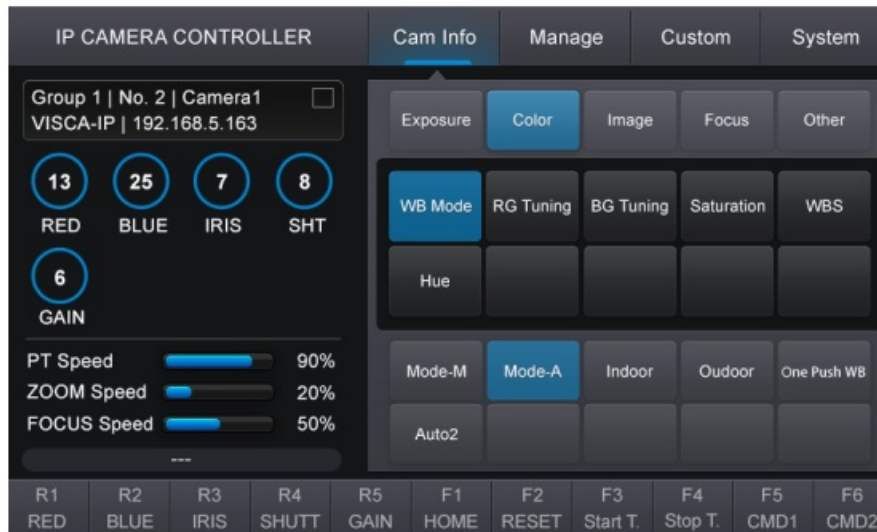 IP CAMERA CONTROLLER
Cam Info Manage Custom System
Group 1 | No. 2 | Camera1
VISCA-IP | 192.168.5.163
13 25 7 8
RED BLUE IRIS SHT
6
GAIN
PT Speed 90%
ZOOM Speed 20%
FOCUS Speed 50%
---
Exposure Color Image Focus Other
WB Mode RG Tuning BG Tuning Saturation WBS
Hue
Mode-M Mode-A Indoor Oudoor One Push WB
Auto2
R1 R2 R3 R4 R5 F1 F2 F3 F4 F5 F6
RED BLUE IRIS SHUTT GAIN HOME RESET Start T. Stop T. CMD1 CMD2